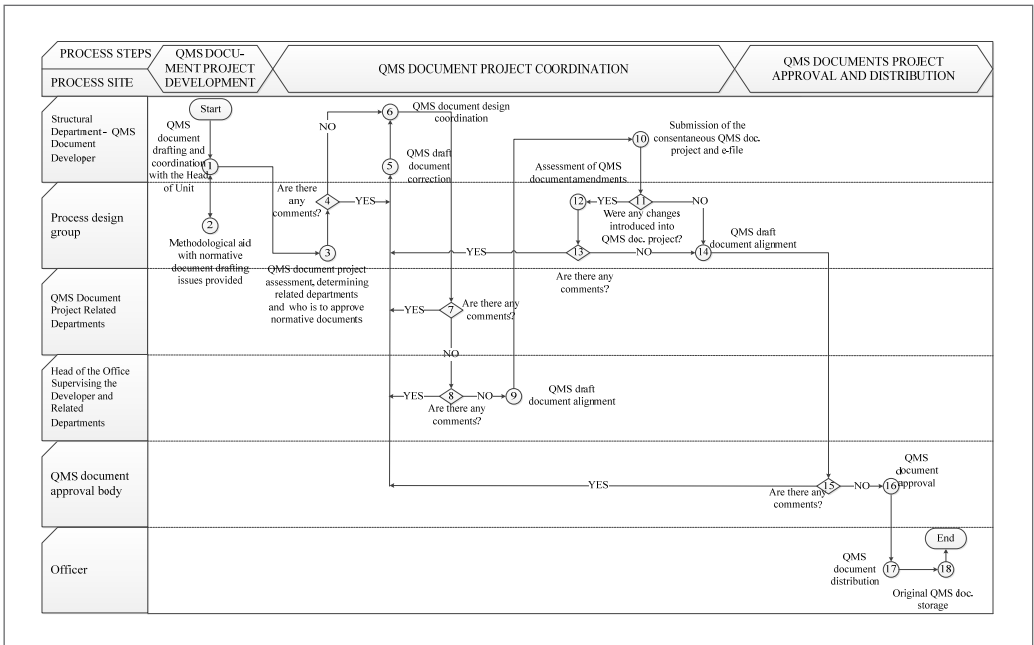 PROCESS STEPS
PROCESS SITE
QMS DOCU-
MENT PROJECT
DEVELOPMENT
QMS DOCUMENT PROJECT COORDINATION
QMS DOCUMENTS PROJECT
APPROVAL AND DISTRIBUTION
Structural
Department- QMS
Document
Developer
Start
QMS
document
drafting and
coordination
with the Head
of Unit
1
NO
6
QMS document design
coordination
5
QMS draft
document
correction
10
Submission of the
consentaneous QMS doc.
project and e-file
Process design
group
2
Methodological aid
with normative
document drafting
issues provided
Are there
any
comments?
4
YES
3
QMS document project
assessment, determining
related departments
and who is to approve
normative documents
Assessment of QMS
document amendments
12
YES
11
NO
Were any changes
introduced into
QMS doc. project?
YES
13
NO
14
QMS draft
document alignment
Are there any
comments?
QMS Document
Project Related
Departments
YES
7
Are there any
comments?
NO
Head of the Office
Supervising the
Developer and
Related
Departments
YES
8
NO
9
QMS draft
document alignment
Are there any
comments?
QMS document
approval body
YES
15
NO
16
Are there any
comments?
QMS
document
approval
Officer
QMS
document
distribution
17
18
End
Original QMS doc.
storage